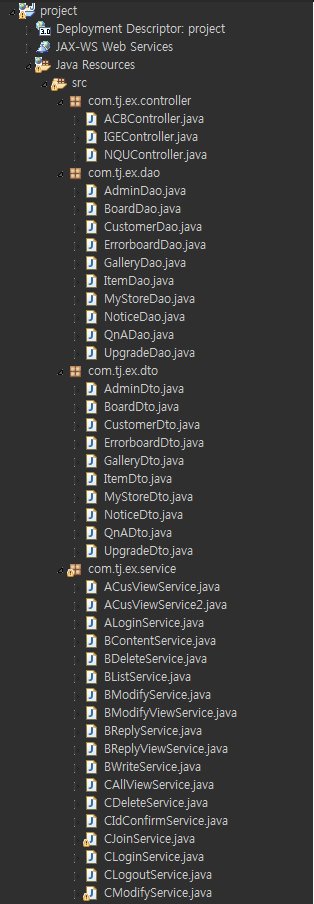 project
Deployment Descriptor: project
JAX-WS Web Services
Java Resources
src
com.tj.ex.controller
ACBController.java
IGEController.java
NQUController.java
com.tj.ex.dao
AdminDao.java
BoardDao.java
CustomerDao.java
ErrorboardDao.java
GalleryDao.java
ItemDao.java
MyStoreDao.java
NoticeDao.java
QnADao.java
UpgradeDao.java
com.tj.ex.dto
AdminDto.java
BoardDto.java
CustomerDto.java
ErrorboardDto.java
GalleryDto.java
ItemDto.java
MyStoreDto.java
NoticeDto.java
QnADto.java
UpgradeDto.java
com.tj.ex.service
ACusViewService.java
ACusViewService2.java
ALoginService.java
BContentService.java
BDeleteService.java
BListService.java
BModifyService.java
BModifyViewService.java
BReplyService.java
BReplyViewService.java
BWriteService.java
CAllViewService.java
CDeleteService.java
CIdConfirmService.java
CJoinService.java
CLoginService.java
CLogoutService.java
CModifyService.java